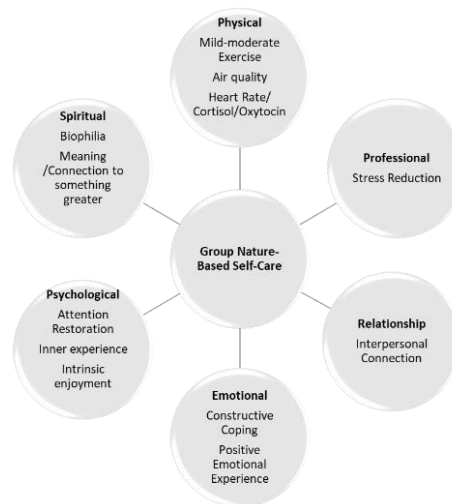 Physical
Mild-moderate
Exercise
Air quality
Heart Rate/
Cortisol/Oxytocin
Spiritual
Biophilia
Meaning
/Connection to
something
greater
Professional
Stress Reduction
Group Nature-
Based Self-Care
Psychological
Attention
Restoration
Inner experience
Intrinsic
enjoyment
Relationship
Interpersonal
Connection
Emotional
Constructive
Coping
Positive
Emotional
Experience